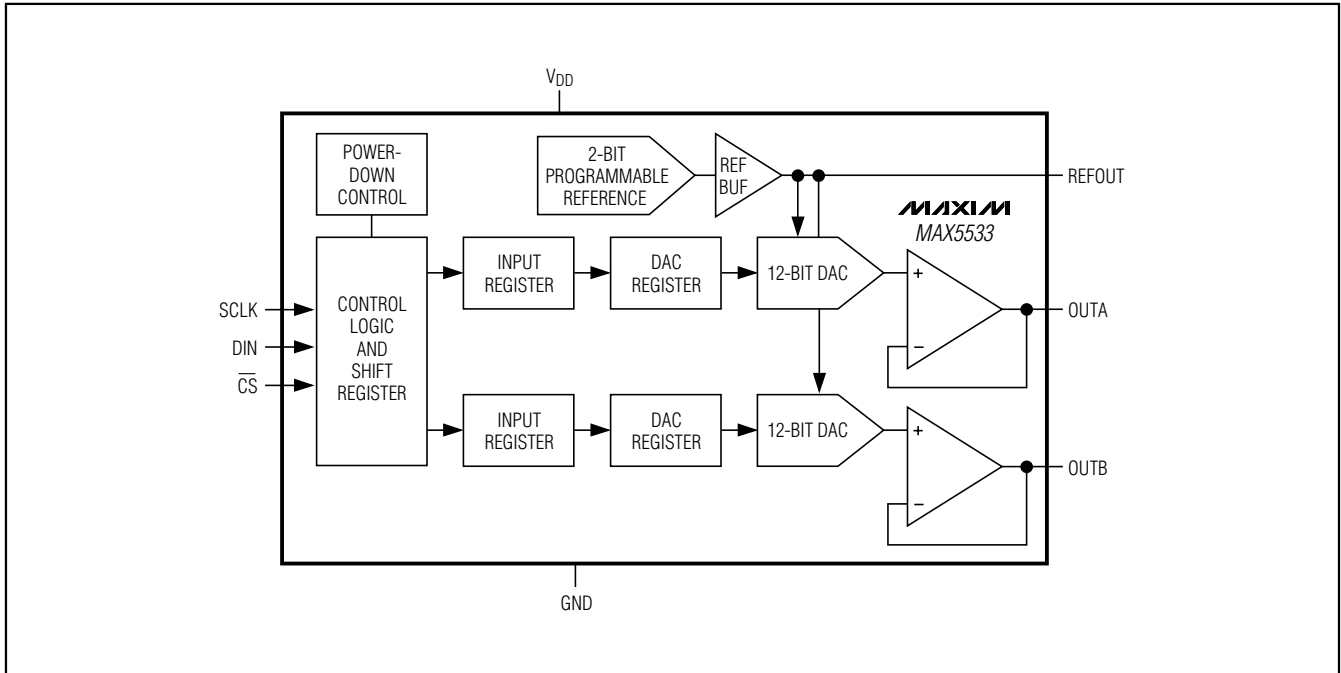 VDD
POWER-
DOWN
CONTROL
2-BIT
PROGRAMMABLE
REFERENCE
REF
BUF
REFOUT
MAXIM
MAX5533
CONTROL
LOGIC
AND
SHIFT
REGISTER
INPUT
REGISTER
DAC
REGISTER
12-BIT DAC
+
−
OUTA
SCLK
DIN
CS
INPUT
REGISTER
DAC
REGISTER
12-BIT DAC
+
−
OUTB
GND